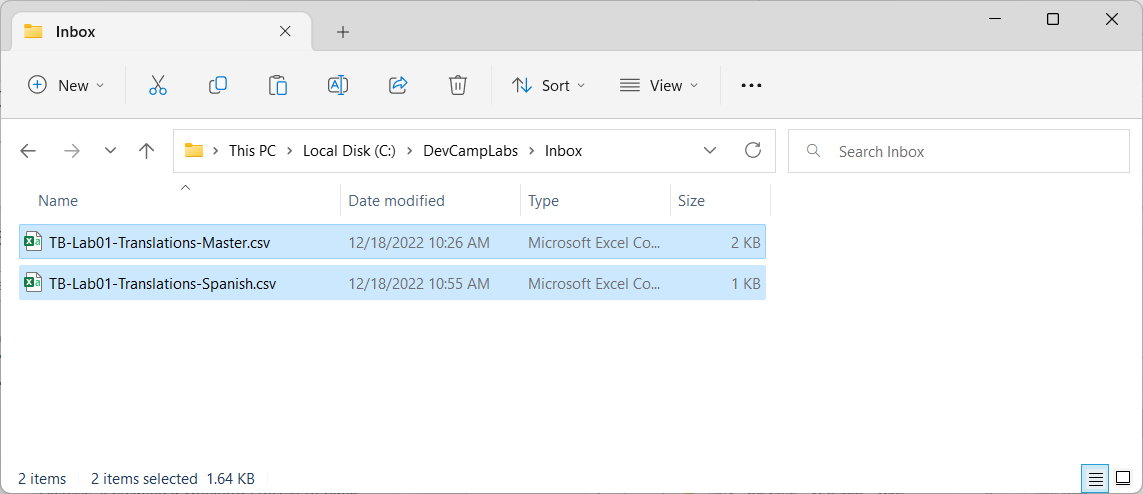 Inbox
New Sort View
This PC Local Disk (C:) DevCampLabs Inbox Search Inbox
Name Date modified Type Size
TB-Lab01-Translations-Master.csv 12/18/2022 10:26 AM Microsoft Excel Co... 2 KB
TB-Lab01-Translations-Spanish.csv 12/18/2022 10:55 AM Microsoft Excel Co... 1 KB
2 items 2 items selected 1.64 KB